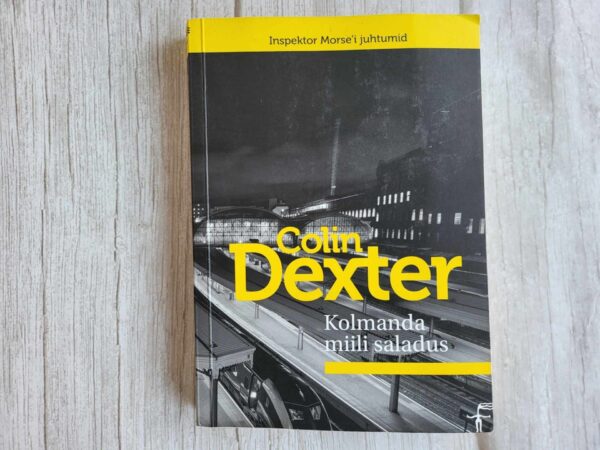 Inspektor Morse'i juhtumid
Colin
Dexter
Kolmanda
miili saladus